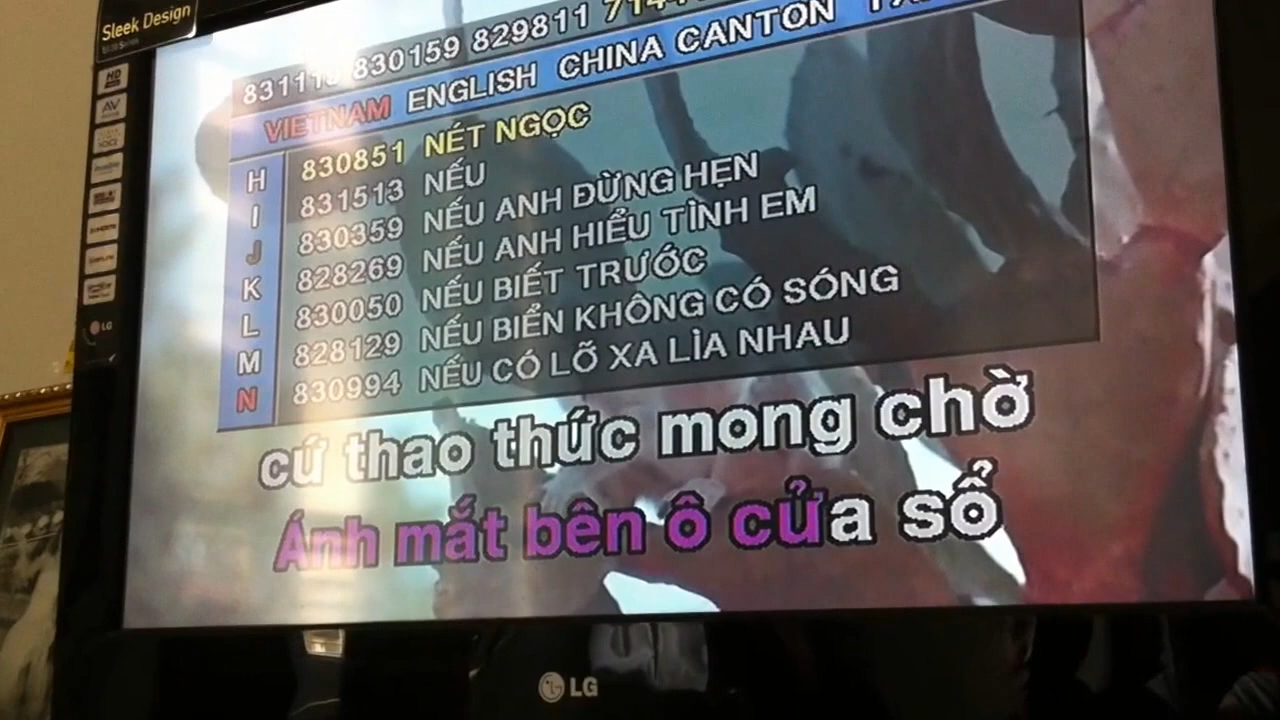 Sleek Design
HD
AV
LG
830159 829811
VIETNAM ENGLISH CHINA CANTON
H 830851 NÉT NGỌC
I 831513 NẾU
J 830359 NẾU ANH ĐỪNG HẸN
K 828269 NẾU ANH HIỂU TÌNH EM
L 830050 NẾU BIẾT TRƯỚC
M 828129 NẾU BIỂN KHÔNG CÓ SÓNG
N 830994 NẾU CÓ LỠ XA LÌA NHAU
cứ thao thức mong chờ
Ánh mắt bên ô cửa sổ
LG